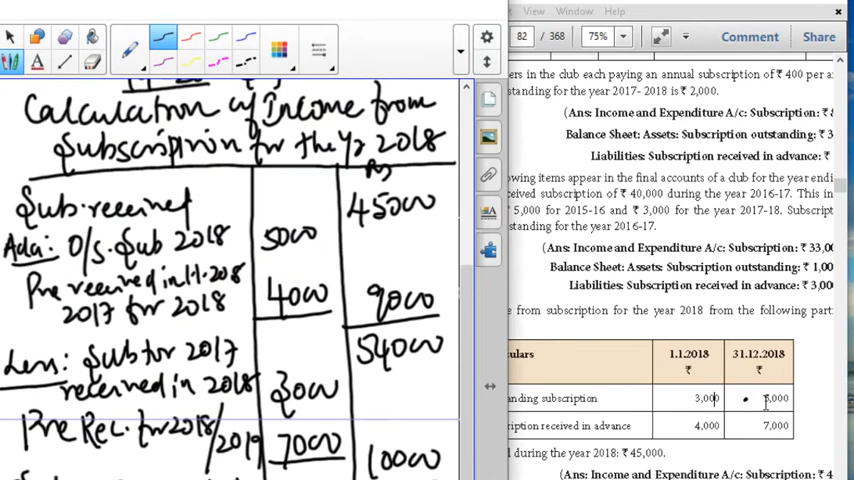 View Window Help
82 / 368 75% Comment Share
Calculation of Income from
Subscription for the Yr 2018
Rs
Sub. received 45000
Add: O/S. Sub 2018 5000
Pre received in
2017 for 2018 4000 9000
54000
Less: Sub for 2017
received in 2018 3000
Pre Rec. for 2018/2019 7000 10000
ers in the club each paying an annual subscription of ₹ 400 per a
standing for the year 2017- 2018 is ₹ 2,000.
(Ans: Income and Expenditure A/c: Subscription: ₹
Balance Sheet: Assets: Subscription outstanding: ₹ 3
Liabilities: Subscription received in advance: ₹
owing items appear in the final accounts of a club for the year endi
ceived subscription of ₹ 40,000 during the year 2016-17. This in
₹ 5,000 for 2015-16 and ₹ 3,000 for the year 2017-18. Subscript
standing for the year 2016-17.
(Ans: Income and Expenditure A/c: Subscription: ₹ 33,00
Balance Sheet: Assets: Subscription outstanding: ₹ 1,00
Liabilities: Subscription received in advance: ₹ 3,000
e from subscription for the year 2018 from the following part
ulars 1.1.2018 31.12.2018
₹ ₹
anding subscription 3,000 5,000
ription received in advance 4,000 7,000
d during the year 2018: ₹ 45,000.
(Ans: Income and Expenditure A/c: Subscription: ₹ 4